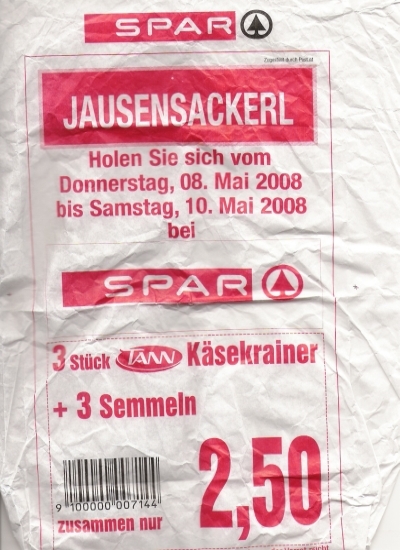 SPAR
Zugestellt durch Post.at
JAUSENSACKERL
Holen Sie sich vom
Donnerstag, 08. Mai 2008
bis Samstag, 10. Mai 2008
bei
SPAR
3 Stück TANN Käsekrainer
+ 3 Semmeln
9 100000 007144
zusammen nur
2,50